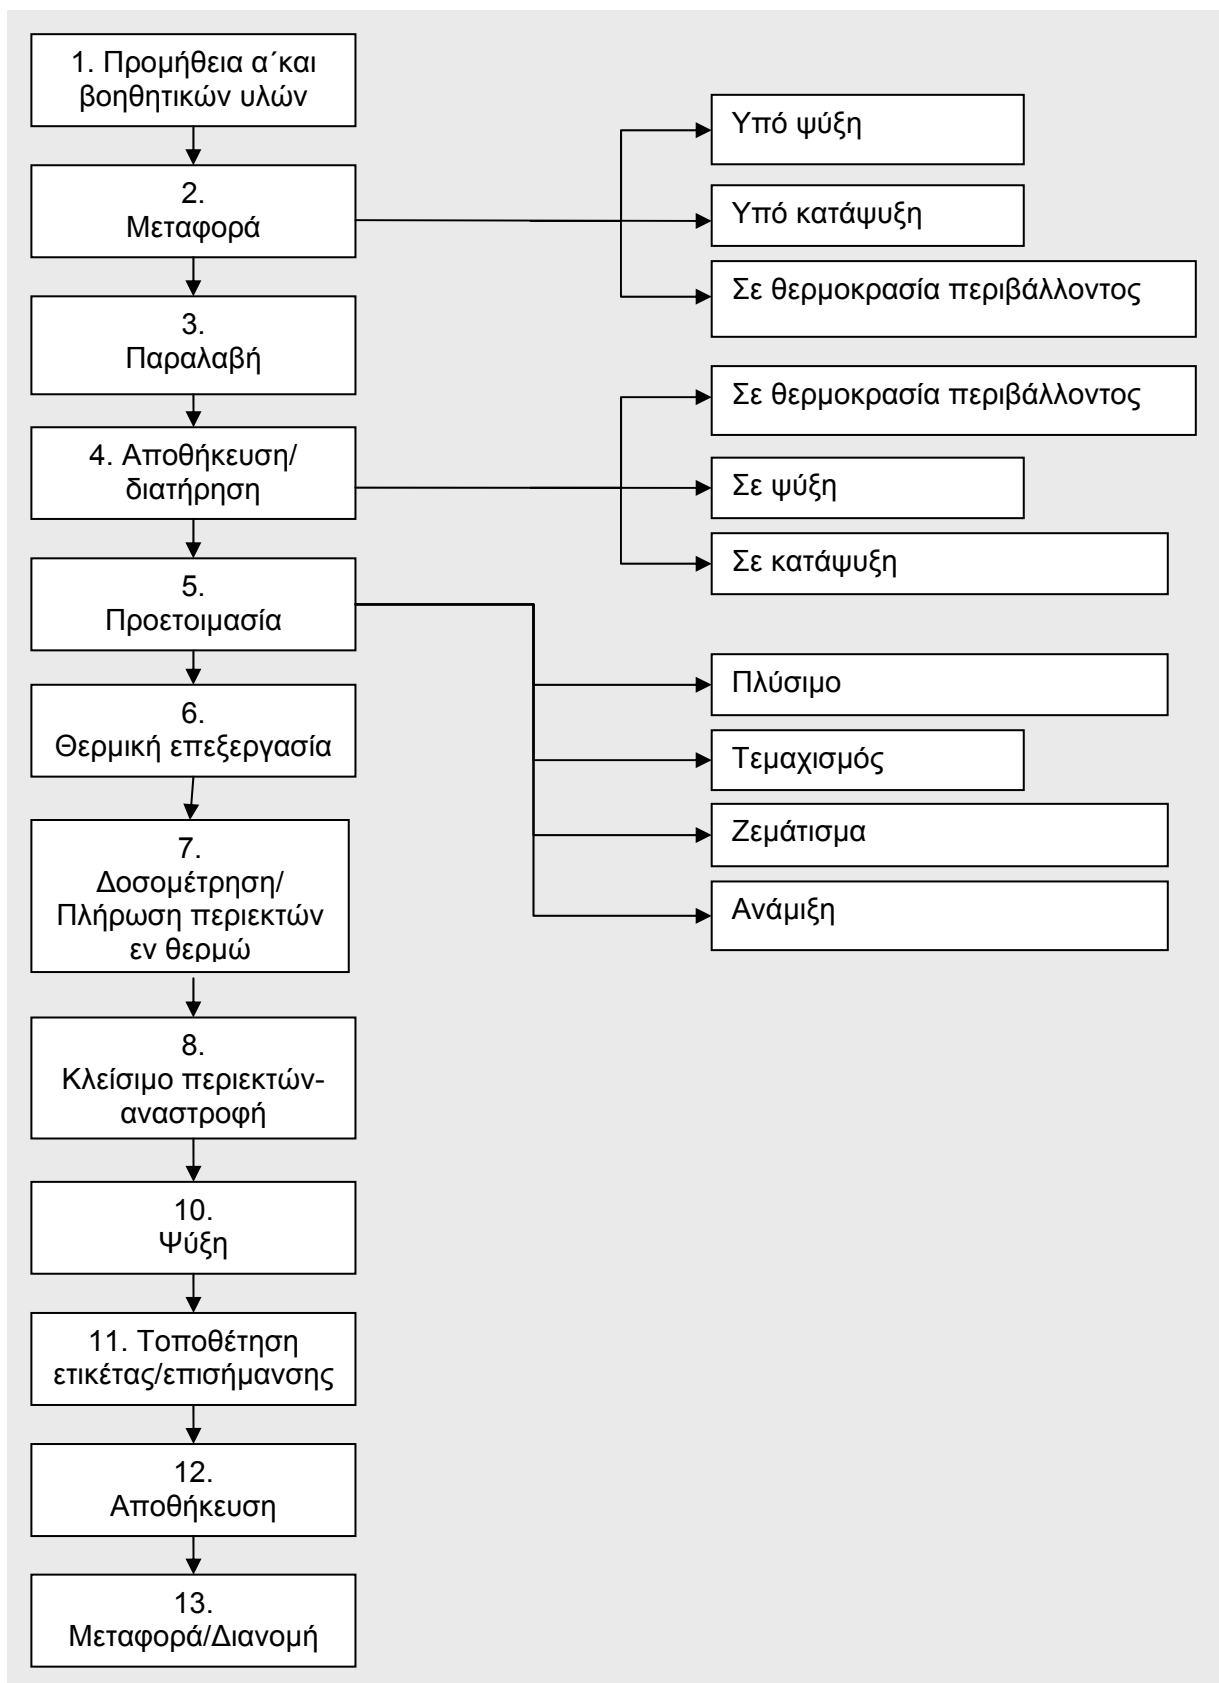 1. Προμήθεια α΄και
βοηθητικών υλών
2.
Μεταφορά
Υπό ψύξη
Υπό κατάψυξη
Σε θερμοκρασία περιβάλλοντος
3.
Παραλαβή
4. Αποθήκευση/
διατήρηση
Σε θερμοκρασία περιβάλλοντος
Σε ψύξη
Σε κατάψυξη
5.
Προετοιμασία
Πλύσιμο
Τεμαχισμός
Ζεμάτισμα
Ανάμιξη
6.
Θερμική επεξεργασία
7.
Δοσομέτρηση/
Πλήρωση περιεκτών
εν θερμώ
8.
Κλείσιμο περιεκτών-
αναστροφή
10.
Ψύξη
11. Τοποθέτηση
ετικέτας/επισήμανσης
12.
Αποθήκευση
13.
Μεταφορά/Διανομή